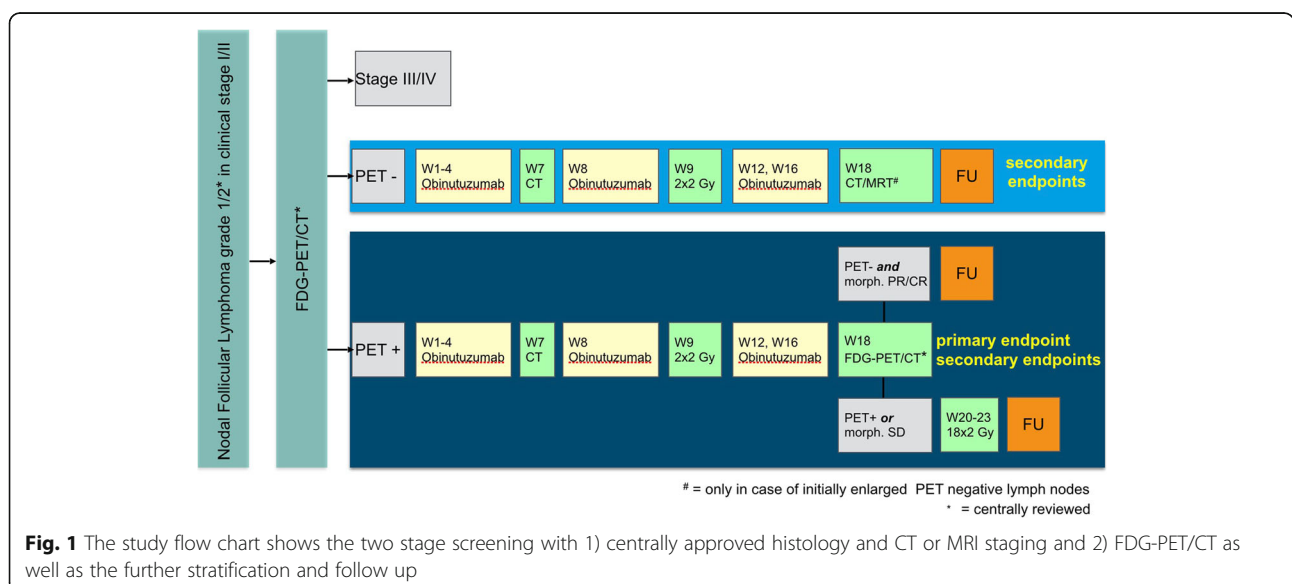 Nodal Follicular Lymphoma grade 1/2* in clinical stage I/II
FDG-PET/CT*
Stage III/IV
PET -
W1-4
Obinutuzumab
W7
CT
W8
Obinutuzumab
W9
2x2 Gy
W12, W16
Obinutuzumab
W18
CT/MRT#
FU
secondary
endpoints
PET- and
morph. PR/CR
FU
PET +
W1-4
Obinutuzumab
W7
CT
W8
Obinutuzumab
W9
2x2 Gy
W12, W16
Obinutuzumab
W18
FDG-PET/CT*
primary endpoint
secondary endpoints
PET+ or
morph. SD
W20-23
18x2 Gy
FU
# = only in case of initially enlarged PET negative lymph nodes
* = centrally reviewed
Fig. 1 The study flow chart shows the two stage screening with 1) centrally approved histology and CT or MRI staging and 2) FDG-PET/CT as
well as the further stratification and follow up